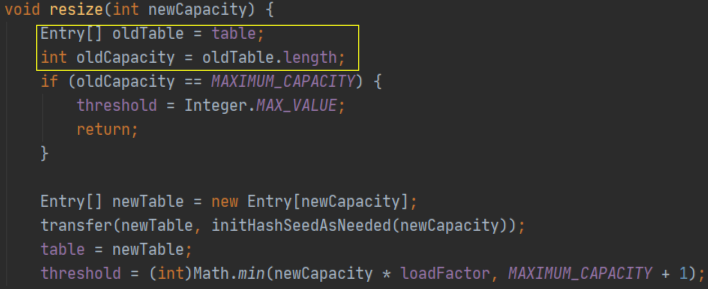 void resize(int newCapacity) {
    Entry[] oldTable = table;
    int oldCapacity = oldTable.length;
    if (oldCapacity == MAXIMUM_CAPACITY) {
        threshold = Integer.MAX_VALUE;
        return;
    }
    Entry[] newTable = new Entry[newCapacity];
    transfer(newTable, initHashSeedAsNeeded(newCapacity));
    table = newTable;
    threshold = (int)Math.min(newCapacity * loadFactor, MAXIMUM_CAPACITY + 1);